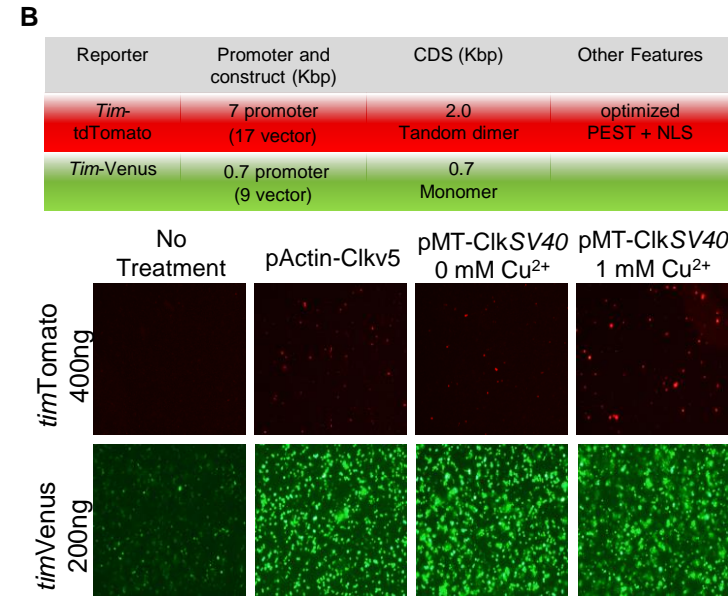 B
Reporter Promoter and construct (Kbp) CDS (Kbp) Other Features
Tim-tdTomato 7 promoter (17 vector) 2.0 Tandom dimer optimized PEST + NLS
Tim-Venus 0.7 promoter (9 vector) 0.7 Monomer
No Treatment
pActin-Clkv5
pMT-ClkSV40
0 mM Cu²⁺
pMT-ClkSV40
1 mM Cu²⁺
timTomato
400ng
timVenus
200ng